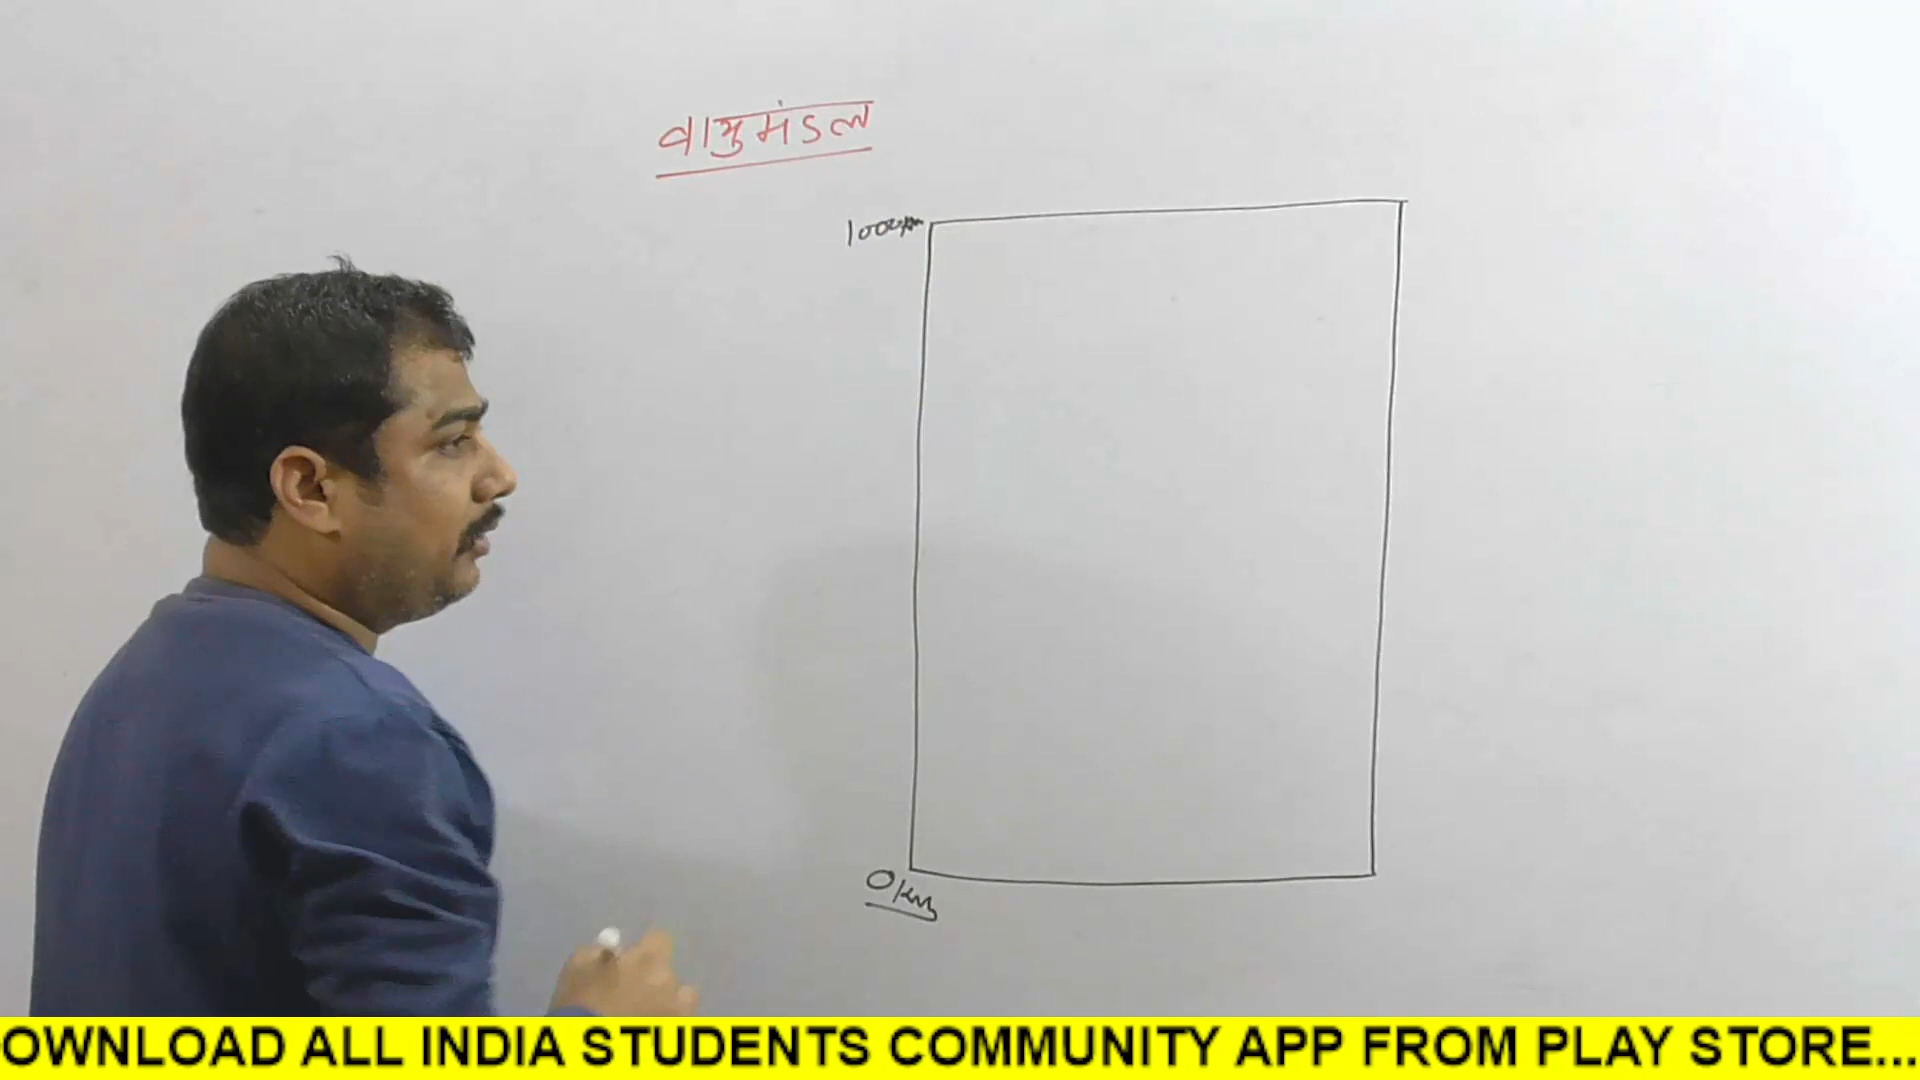 वायुमंडल
1000km
0km
OWNLOAD ALL INDIA STUDENTS COMMUNITY APP FROM PLAY STORE...